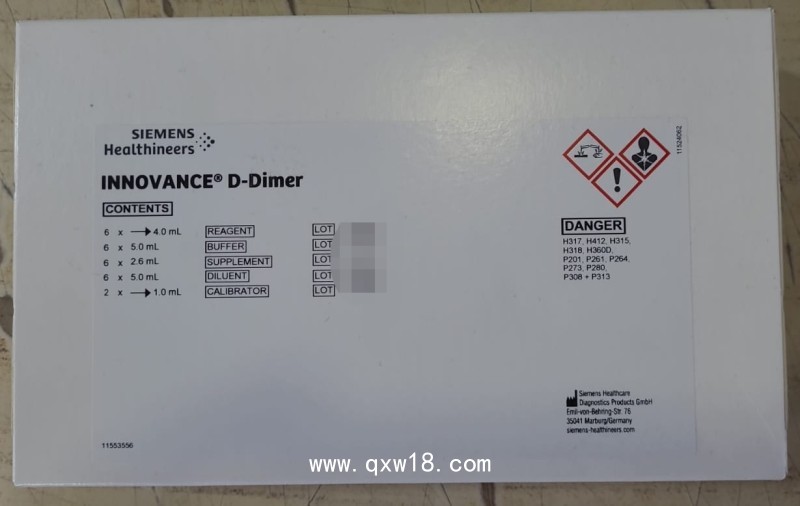 SIEMENS
Healthineers
INNOVANCE® D-Dimer
CONTENTS
6 x → 4.0 mL REAGENT LOT
6 x 5.0 mL BUFFER LOT
6 x 2.6 mL SUPPLEMENT LOT
6 x 5.0 mL DILUENT LOT
2 x → 1.0 mL CALIBRATOR LOT
11524062
DANGER
H317, H412, H315,
H318, H360D,
P201, P261, P264,
P273, P280,
P308 + P313
Siemens Healthcare
Diagnostics Products GmbH
Emil-von-Behring-Str. 76
35041 Marburg/Germany
siemens-healthineers.com
11553556
www.qxw18.com